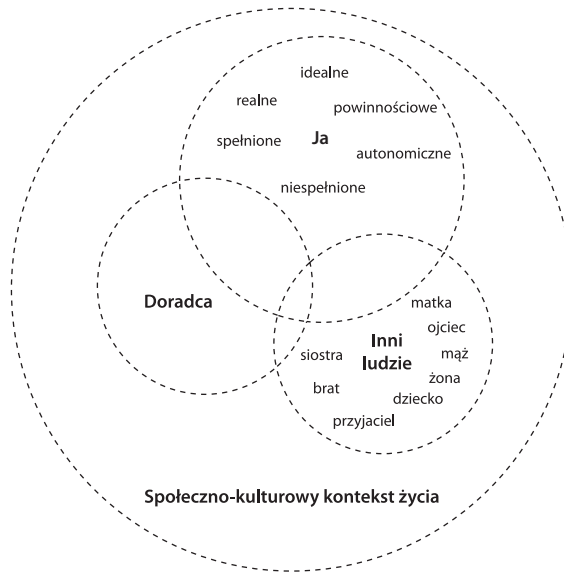 idealne
realne
powinnościowe
spełnione
Ja
autonomiczne
niespełnione
Doradca
matka
ojciec
Inni
ludzie
siostra
mąż
żona
brat
dziecko
przyjaciel
Społeczno-kulturowy kontekst życia